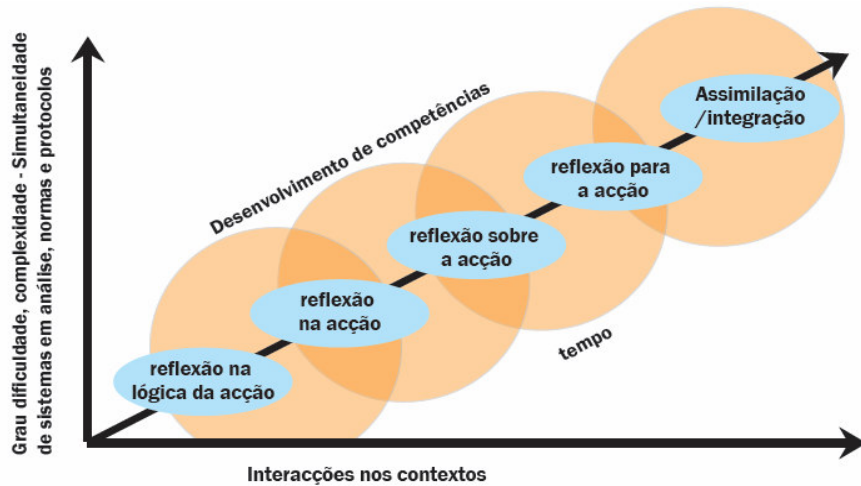 Grau dificuldade, complexidade - Simultaneidade
de sistemas em análise, normas e protocolos
Desenvolvimento de competências
Assimilação
/integração
reflexão para
a acção
reflexão sobre
a acção
reflexão
na acção
reflexão na
lógica da acção
tempo
Interacções nos contextos